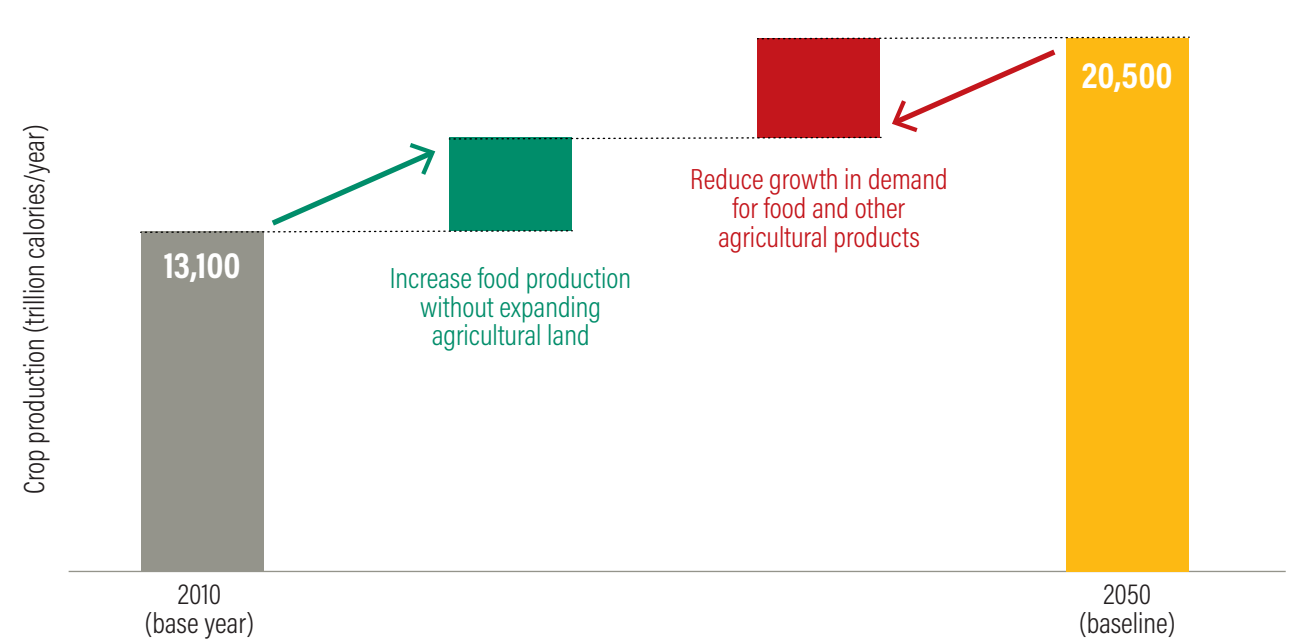 Crop production (trillion calories/year)
13,100
Increase food production
without expanding
agricultural land
Reduce growth in demand
for food and other
agricultural products
20,500
2010
(base year)
2050
(baseline)